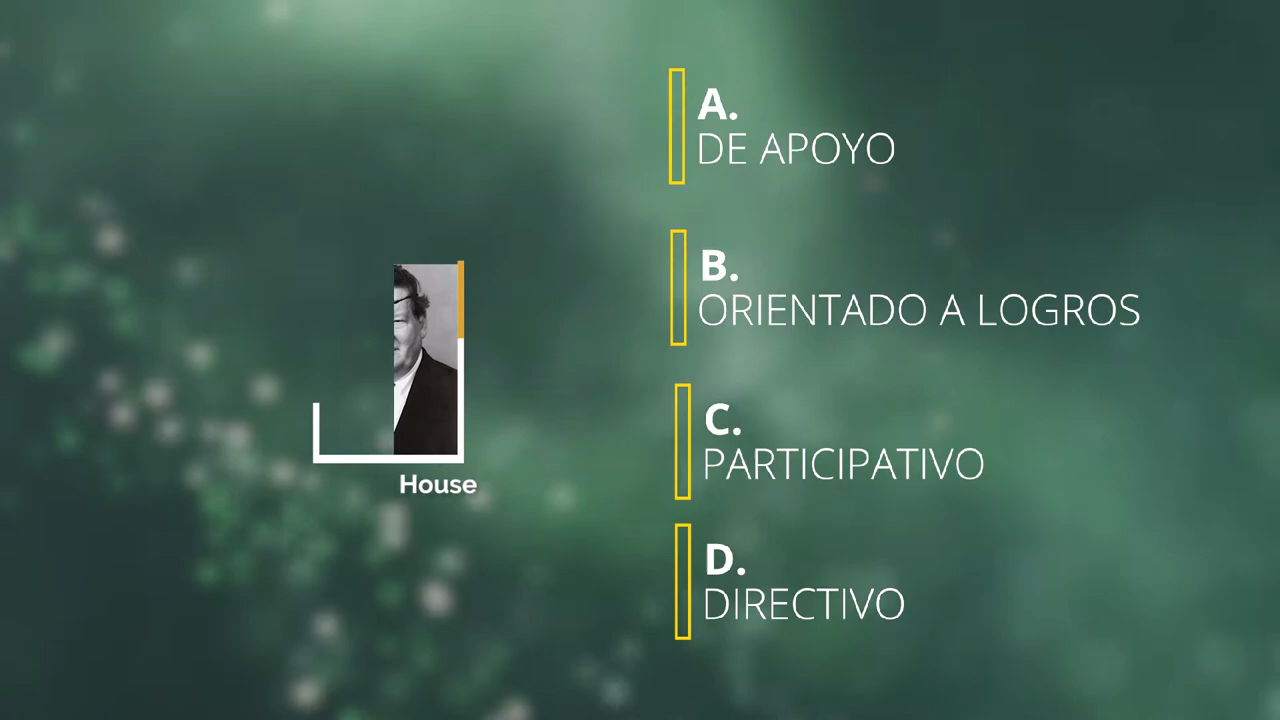 A.
DE APOYO
B.
ORIENTADO A LOGROS
C.
PARTICIPATIVO
D.
DIRECTIVO
House